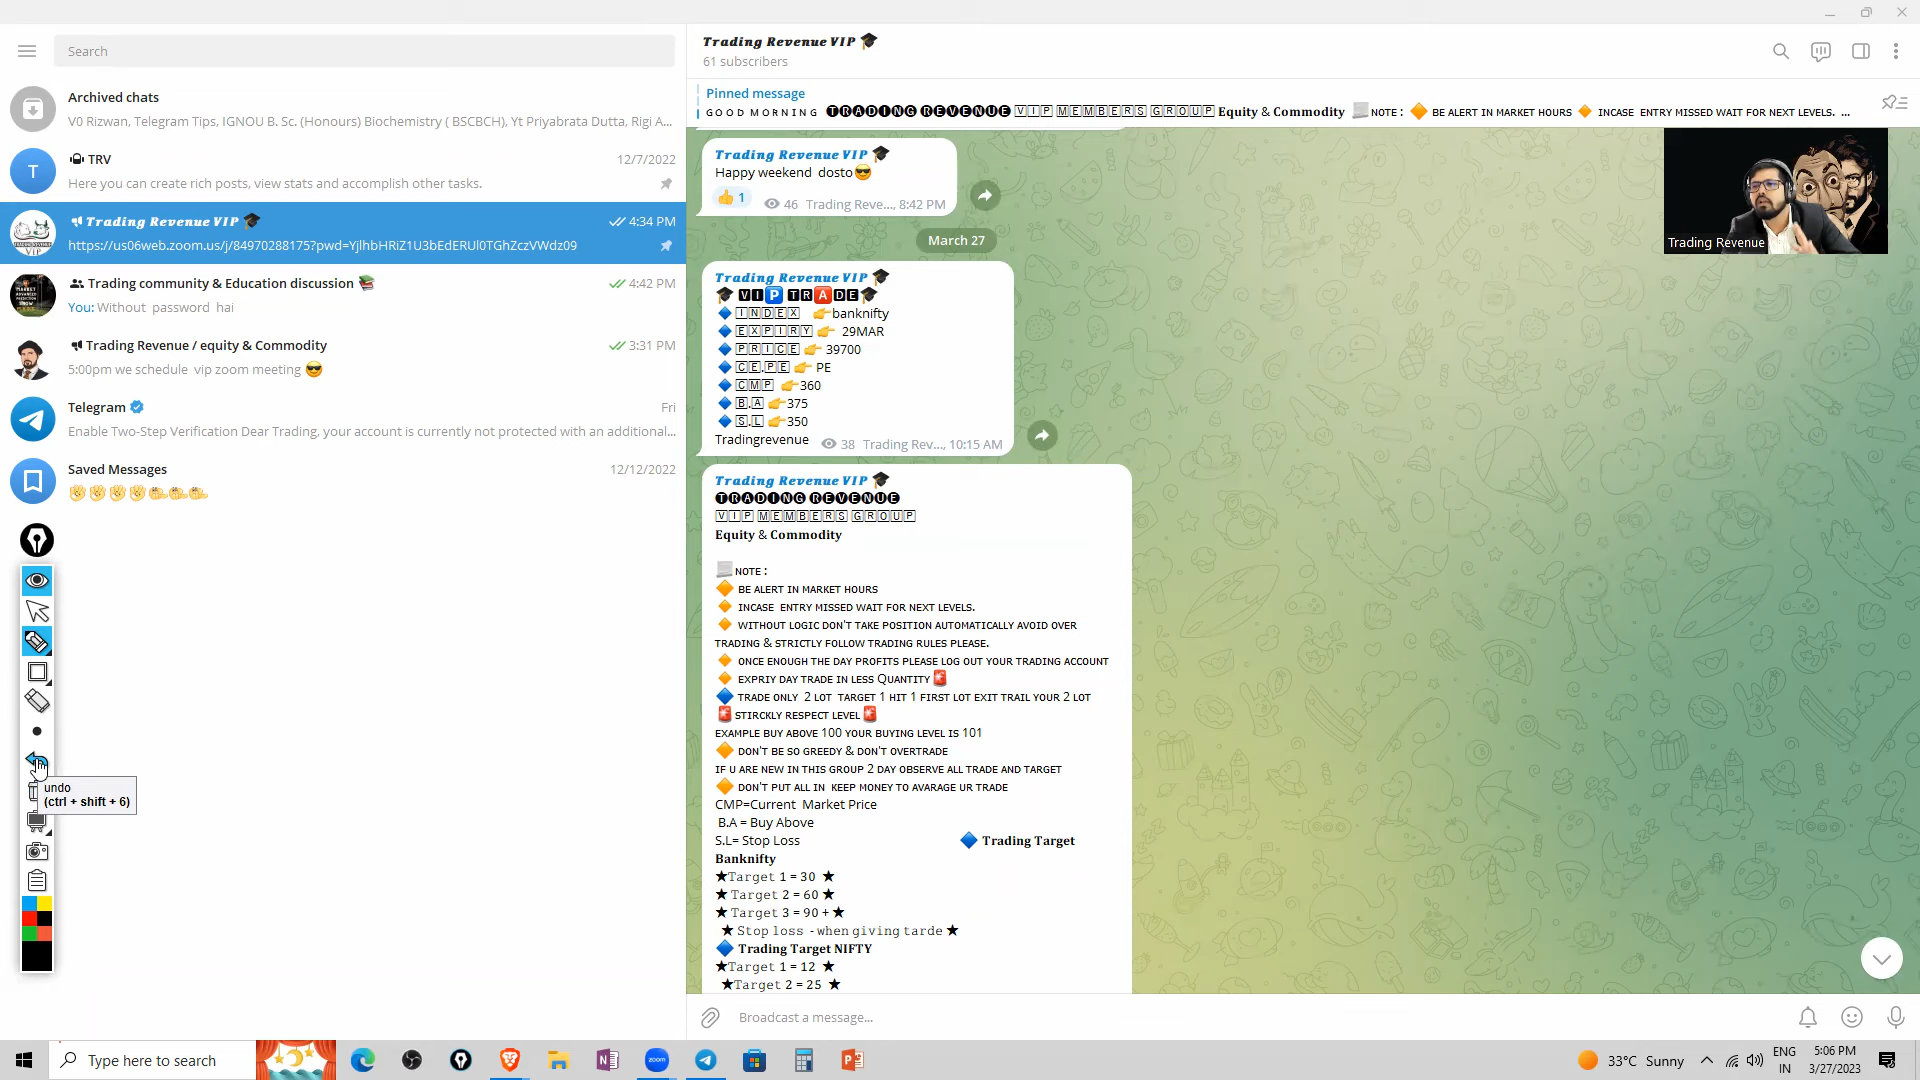 Search
Archived chats
V0 Rizwan, Telegram Tips, IGNOU B. Sc. (Honours) Biochemistry ( BSCBCH), Yt Priyabrata Dutta, Rigi A...
T
TRV
12/7/2022
Here you can create rich posts, view stats and accomplish other tasks.
Trading Revenue VIP 🎓
4:34 PM
https://us06web.zoom.us/j/84970288175?pwd=YjlhbHRiZ1U3bEdERUl0TGhZczVWdz09
Trading community & Education discussion 📚
4:42 PM
You: Without password hai
Trading Revenue / equity & Commodity
3:31 PM
5:00pm we schedule vip zoom meeting 😎
Telegram
Fri
Enable Two-Step Verification Dear Trading, your account is currently not protected with an additional...
Saved Messages
12/12/2022
undo
(ctrl + shift + 6)
Trading Revenue VIP 🎓
61 subscribers
Pinned message
GOOD MORNING TRADING REVENUE VIP MEMBERS GROUP Equity & Commodity NOTE : 🔶 BE ALERT IN MARKET HOURS 🔸 INCASE ENTRY MISSED WAIT FOR NEXT LEVELS. ...
Trading Revenue
Trading Revenue VIP 🎓
Happy weekend dosto😎
👍 1
46 Trading Reve..., 8:42 PM
March 27
Trading Revenue VIP 🎓
🎓 VIP TRADE🎓
🔹 INDEX 👉banknifty
🔹 EXPIRY 👉 29MAR
🔹 PRICE 👉 39700
🔹 CE.PE 👉 PE
🔹 CMP 👉360
🔹 B.A 👉375
🔹 S.L 👉350
Tradingrevenue
38 Trading Rev..., 10:15 AM
Trading Revenue VIP 🎓
TRADING REVENUE
VIP MEMBERS GROUP
Equity & Commodity
NOTE :
🔶 BE ALERT IN MARKET HOURS
🔸 INCASE ENTRY MISSED WAIT FOR NEXT LEVELS.
🔸 WITHOUT LOGIC DON'T TAKE POSITION AUTOMATICALLY AVOID OVER
TRADING & STRICTLY FOLLOW TRADING RULES PLEASE.
🔸 ONCE ENOUGH THE DAY PROFITS PLEASE LOG OUT YOUR TRADING ACCOUNT
🔸 EXPRIY DAY TRADE IN LESS QUANTITY 🚨
🔷 TRADE ONLY 2 LOT TARGET 1 HIT 1 FIRST LOT EXIT TRAIL YOUR 2 LOT
🚨 STIRCKLY RESPECT LEVEL 🚨
EXAMPLE BUY ABOVE 100 YOUR BUYING LEVEL IS 101
🔶 DON'T BE SO GREEDY & DON'T OVERTRADE
IF U ARE NEW IN THIS GROUP 2 DAY OBSERVE ALL TRADE AND TARGET
🔶 DON'T PUT ALL IN KEEP MONEY TO AVARAGE UR TRADE
CMP=Current Market Price
B.A = Buy Above
S.L= Stop Loss 🔷 Trading Target
Banknifty
★Target 1 = 30 ★
★ Target 2 = 60 ★
★ Target 3 = 90 + ★
★ Stop loss - when giving tarde ★
🔷 Trading Target NIFTY
★Target 1 = 12 ★
★Target 2 = 25 ★
Broadcast a message...
Type here to search
zoom
33°C Sunny
ENG
IN
5:06 PM
3/27/2023